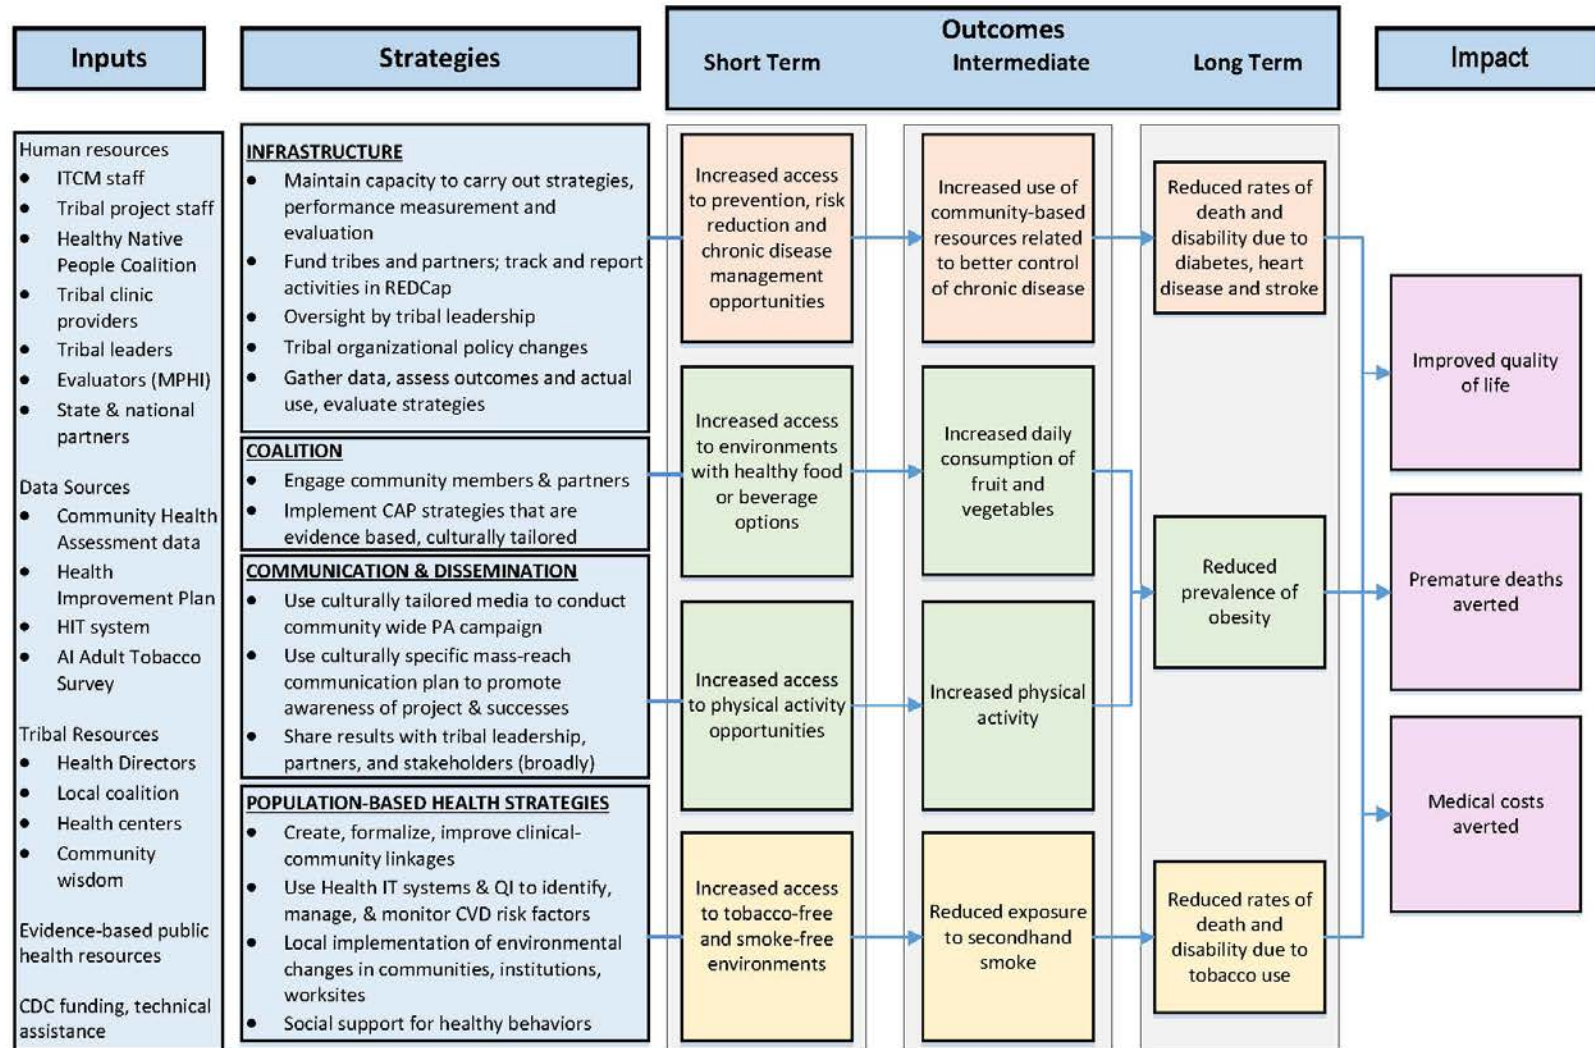 Inputs
Strategies
Outcomes
Short Term
Intermediate
Long Term
Impact
Human resources
● ITCM staff
● Tribal project staff
● Healthy Native
People Coalition
● Tribal clinic
providers
● Tribal leaders
● Evaluators (MPHI)
● State & national
partners
Data Sources
● Community Health
Assessment data
● Health
Improvement Plan
● HIT system
● AI Adult Tobacco
Survey
Tribal Resources
● Health Directors
● Local coalition
● Health centers
● Community
wisdom
Evidence-based public
health resources
CDC funding, technical
assistance
INFRASTRUCTURE
● Maintain capacity to carry out strategies,
performance measurement and
evaluation
● Fund tribes and partners; track and report
activities in REDCap
● Oversight by tribal leadership
● Tribal organizational policy changes
● Gather data, assess outcomes and actual
use, evaluate strategies
COALITION
● Engage community members & partners
● Implement CAP strategies that are
evidence based, culturally tailored
COMMUNICATION & DISSEMINATION
● Use culturally tailored media to conduct
community wide PA campaign
● Use culturally specific mass-reach
communication plan to promote
awareness of project & successes
● Share results with tribal leadership,
partners, and stakeholders (broadly)
POPULATION-BASED HEALTH STRATEGIES
● Create, formalize, improve clinical-
community linkages
● Use Health IT systems & QI to identify,
manage, & monitor CVD risk factors
● Local implementation of environmental
changes in communities, institutions,
worksites
● Social support for healthy behaviors
Increased access
to prevention, risk
reduction and
chronic disease
management
opportunities
Increased access
to environments
with healthy food
or beverage
options
Increased access
to physical activity
opportunities
Increased access
to tobacco-free
and smoke-free
environments
Increased use of
community-based
resources related
to better control
of chronic disease
Increased daily
consumption of
fruit and
vegetables
Increased physical
activity
Reduced exposure
to secondhand
smoke
Reduced rates of
death and
disability due to
diabetes, heart
disease and stroke
Reduced
prevalence of
obesity
Reduced rates of
death and
disability due to
tobacco use
Improved quality
of life
Premature deaths
averted
Medical costs
averted